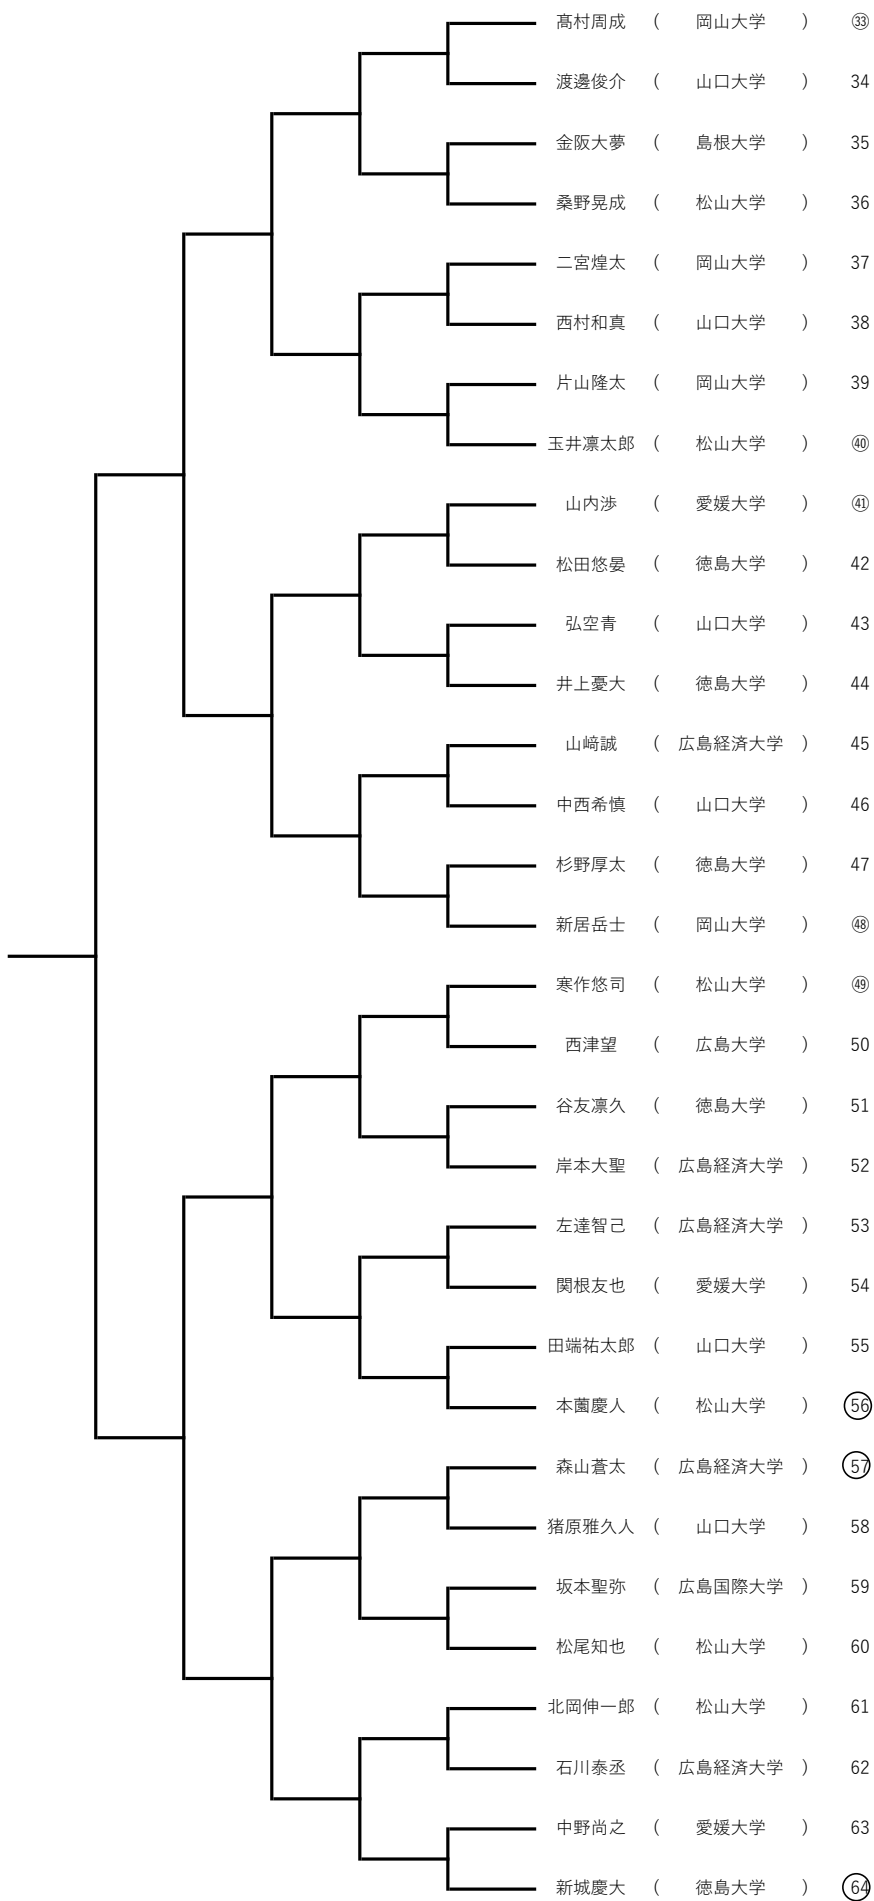 髙村周成 ( 岡山大学 ) ㉝
渡邊俊介 ( 山口大学 ) 34
金阪大夢 ( 島根大学 ) 35
桑野晃成 ( 松山大学 ) 36
二宮煌太 ( 岡山大学 ) 37
西村和真 ( 山口大学 ) 38
片山隆太 ( 岡山大学 ) 39
玉井凛太郎 ( 松山大学 ) ㊵
山内渉 ( 愛媛大学 ) ㊶
松田悠晏 ( 徳島大学 ) 42
弘空青 ( 山口大学 ) 43
井上憂大 ( 徳島大学 ) 44
山﨑誠 ( 広島経済大学 ) 45
中西希慎 ( 山口大学 ) 46
杉野厚太 ( 徳島大学 ) 47
新居岳士 ( 岡山大学 ) ㊽
寒作悠司 ( 松山大学 ) ㊾
西津望 ( 広島大学 ) 50
谷友凛久 ( 徳島大学 ) 51
岸本大聖 ( 広島経済大学 ) 52
左達智己 ( 広島経済大学 ) 53
関根友也 ( 愛媛大学 ) 54
田端祐太郎 ( 山口大学 ) 55
本薗慶人 ( 松山大学 ) 56
森山蒼太 ( 広島経済大学 ) 57
猪原雅久人 ( 山口大学 ) 58
坂本聖弥 ( 広島国際大学 ) 59
松尾知也 ( 松山大学 ) 60
北岡伸一郎 ( 松山大学 ) 61
石川泰丞 ( 広島経済大学 ) 62
中野尚之 ( 愛媛大学 ) 63
新城慶大 ( 徳島大学 ) 64